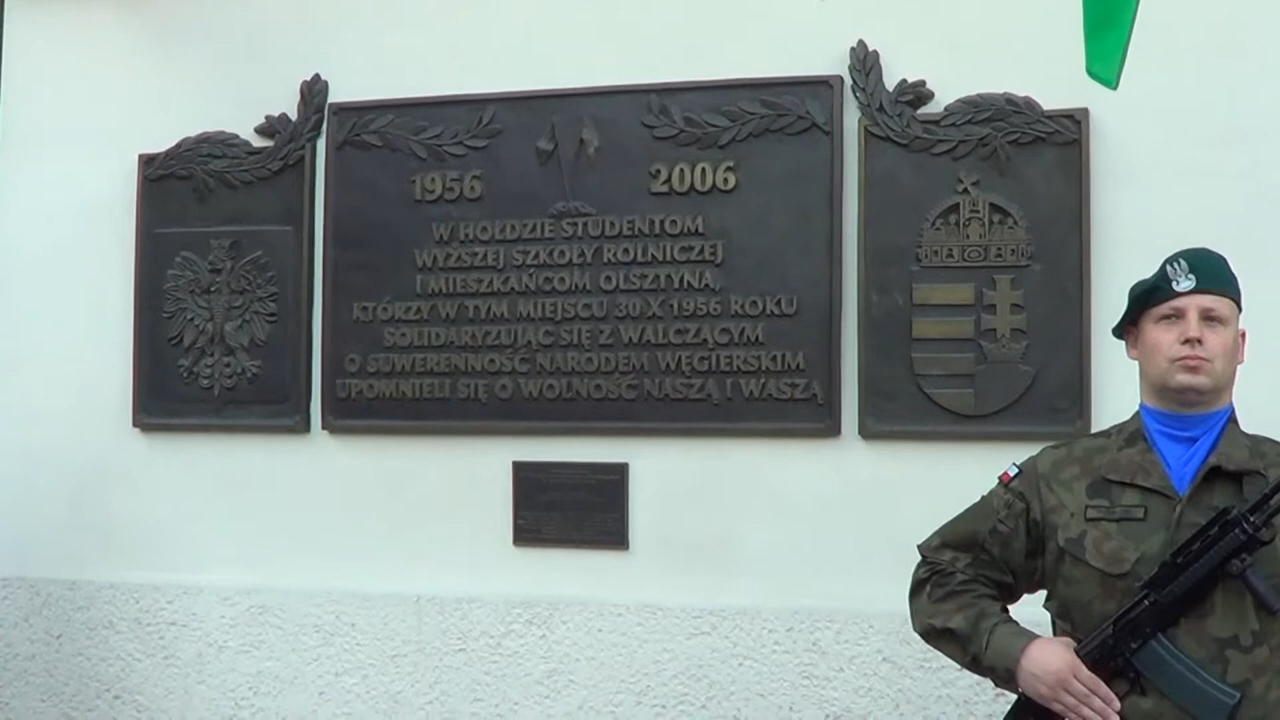 1956 2006
W HOŁDZIE STUDENTOM
WYŻSZEJ SZKOŁY ROLNICZEJ
I MIESZKAŃCOM OLSZTYNA,
KTÓRZY W TYM MIEJSCU 30 X 1956 ROKU
SOLIDARYZUJĄC SIĘ Z WALCZĄCYM
O SUWERENNOŚĆ NARODEM WĘGIERSKIM
UPOMNIELI SIĘ O WOLNOŚĆ NASZĄ I WASZĄ